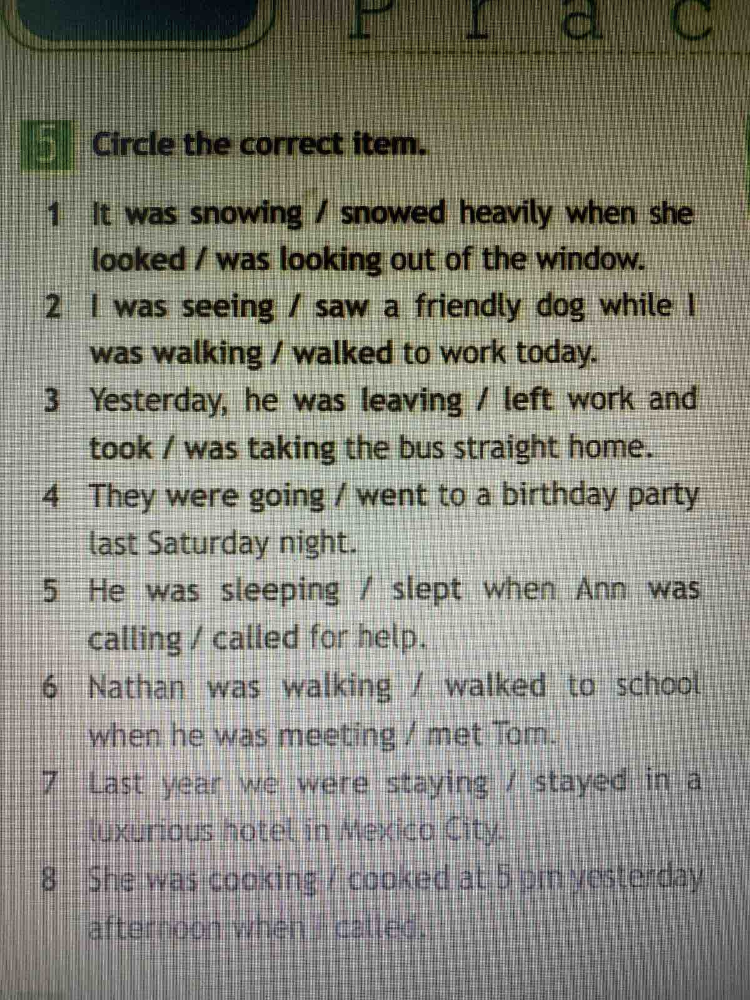 P r a c
5 Circle the correct item.
1 It was snowing / snowed heavily when she
looked / was looking out of the window.
2 I was seeing / saw a friendly dog while I
was walking / walked to work today.
3 Yesterday, he was leaving / left work and
took / was taking the bus straight home.
4 They were going / went to a birthday party
last Saturday night.
5 He was sleeping / slept when Ann was
calling / called for help.
6 Nathan was walking / walked to school
when he was meeting / met Tom.
7 Last year we were staying / stayed in a
luxurious hotel in Mexico City.
8 She was cooking / cooked at 5 pm yesterday
afternoon when I called.